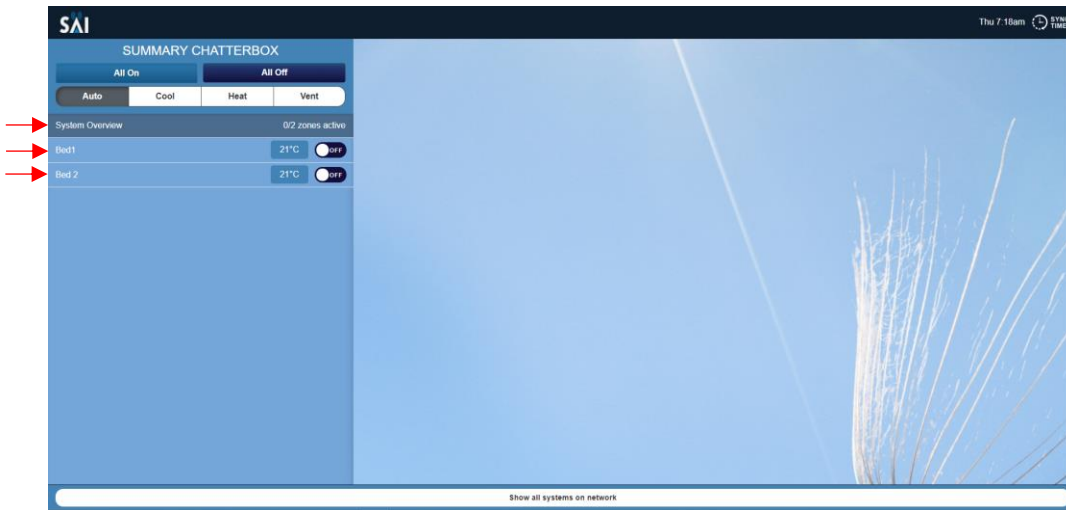 SAI
Thu 7:18am SYNC TIME
SUMMARY CHATTERBOX
All On All Off
Auto Cool Heat Vent
System Overview 0/2 zones active
Bed1 21°C OFF
Bed 2 21°C OFF
Show all systems on network